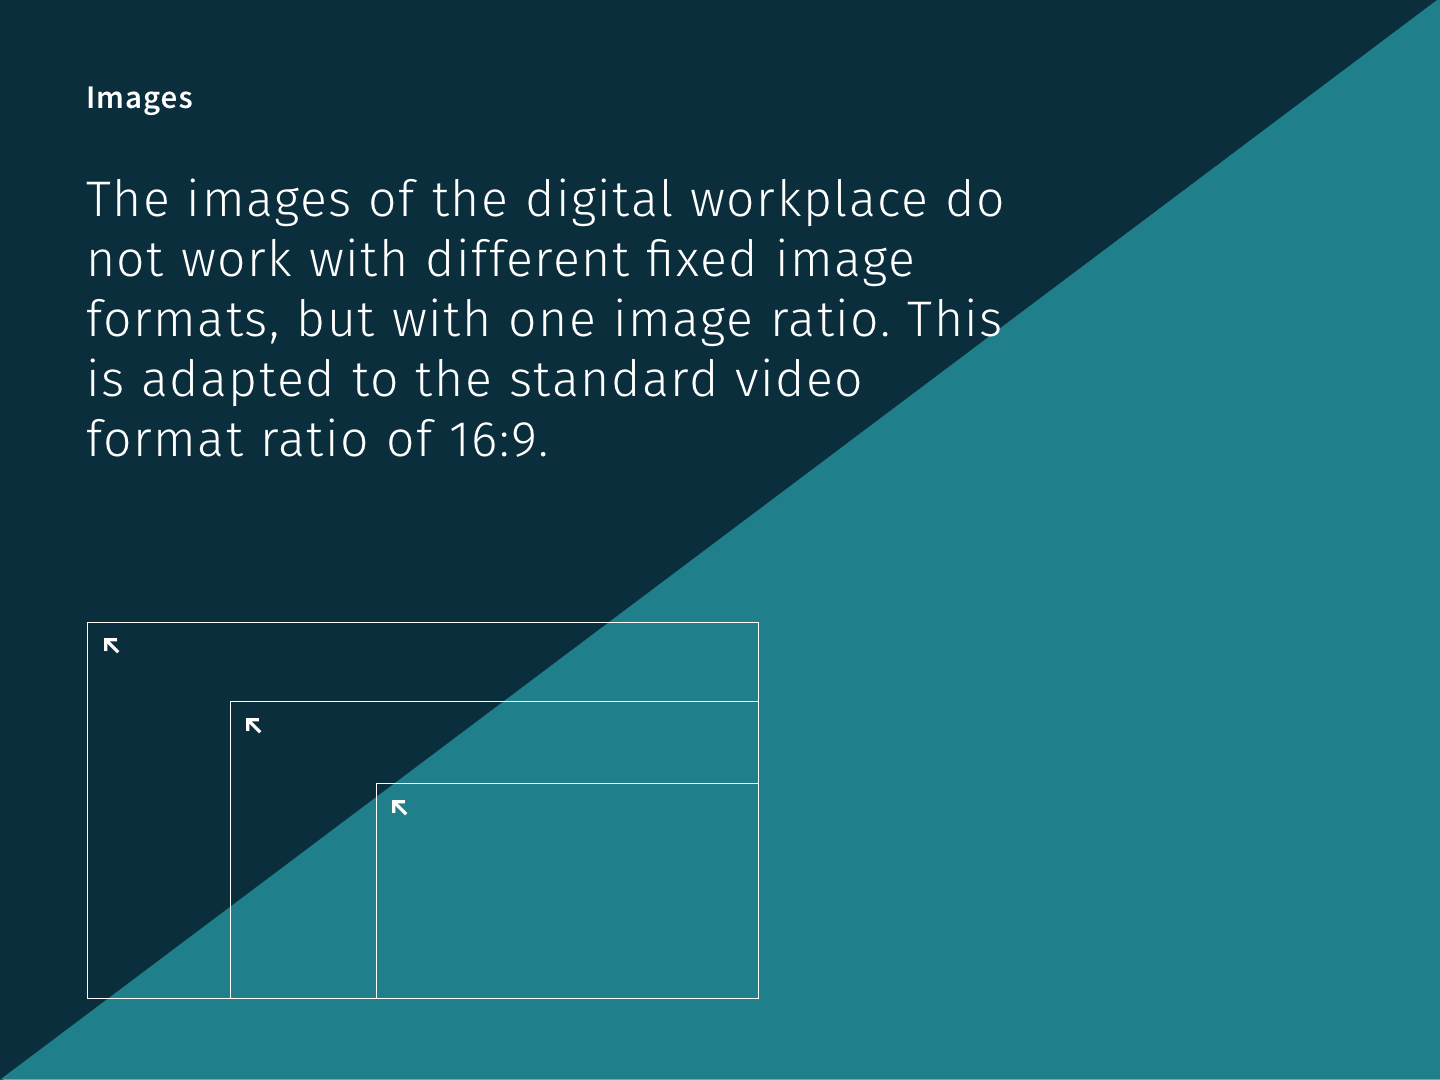 Images
The images of the digital workplace do
not work with different fixed image
formats, but with one image ratio. This
is adapted to the standard video
format ratio of 16:9.